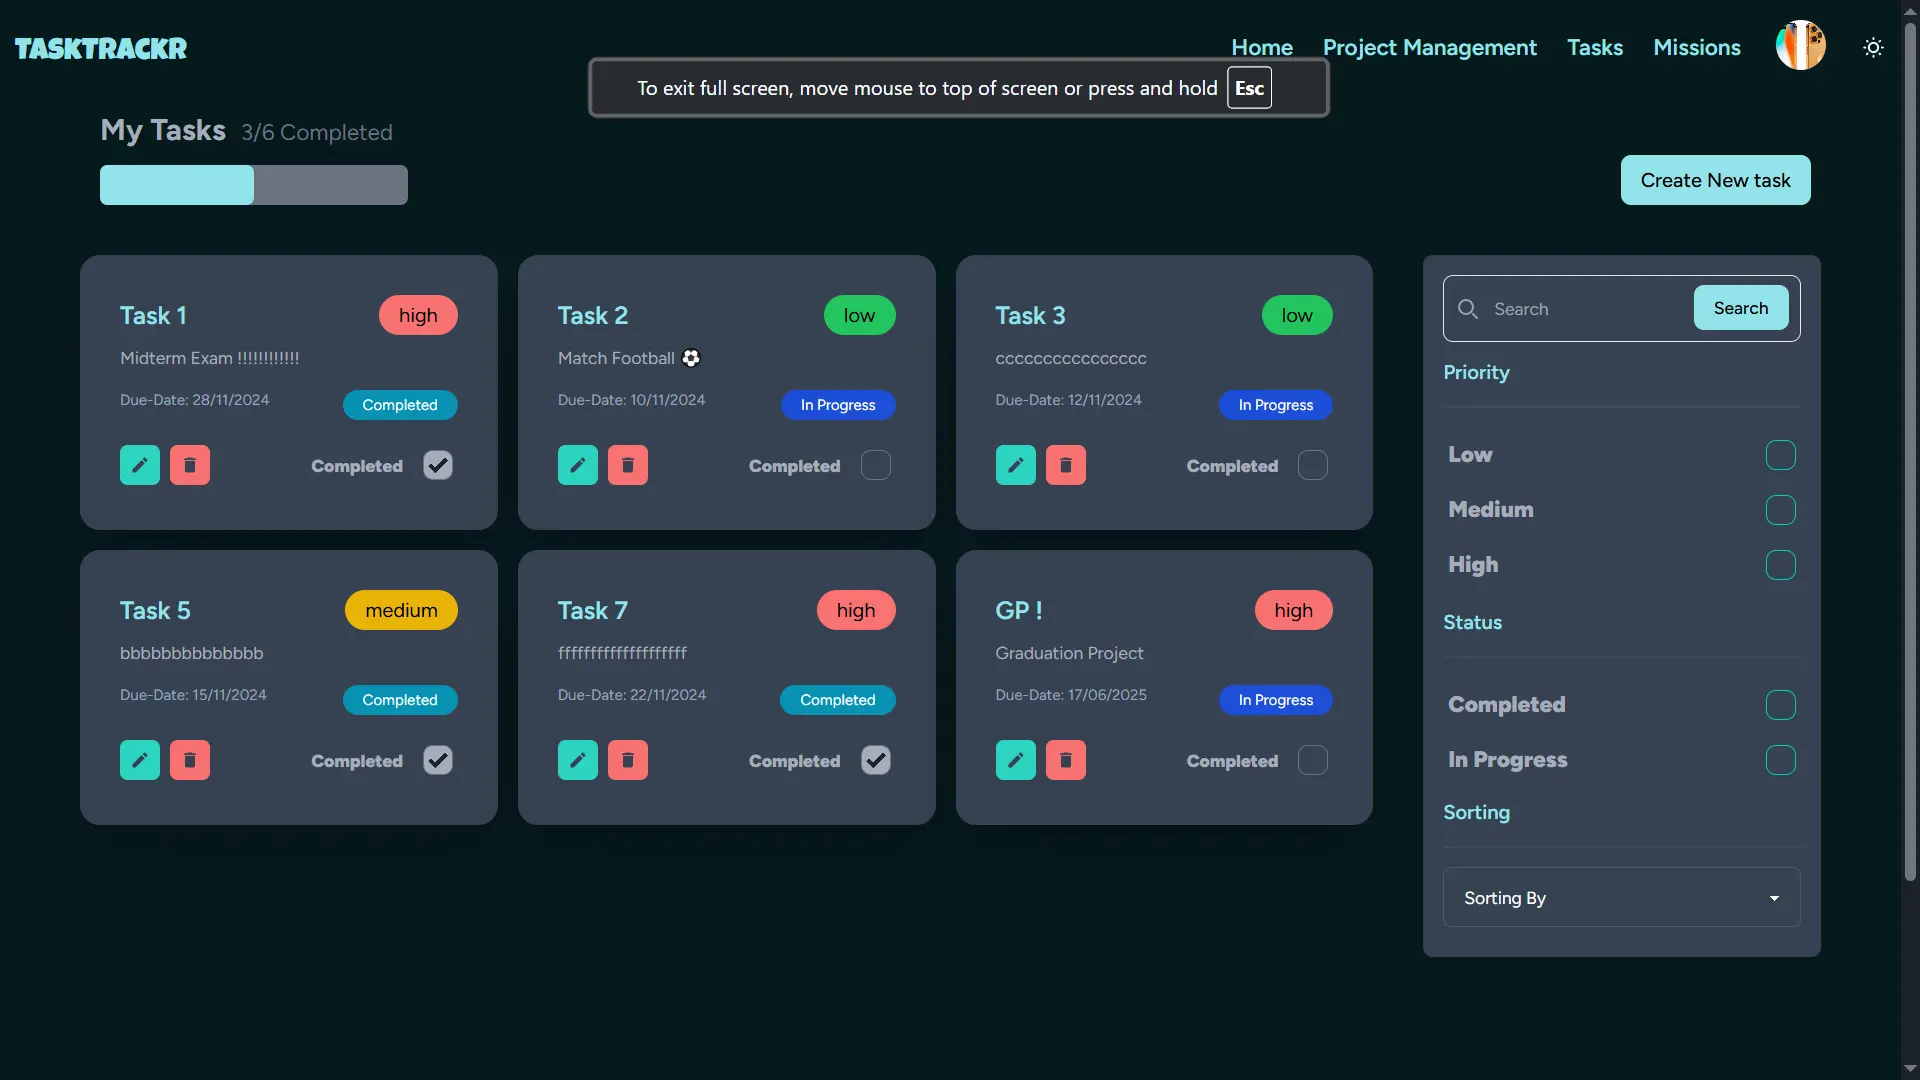 TASKTRACKR
Home Project Management Tasks Missions
To exit full screen, move mouse to top of screen or press and hold Esc
My Tasks 3/6 Completed
Create New task
Task 1 high
Midterm Exam !!!!!!!!!!!!
Due-Date: 28/11/2024 Completed
Completed
Task 2 low
Match Football ⚽
Due-Date: 10/11/2024 In Progress
Completed
Task 3 low
cccccccccccccccc
Due-Date: 12/11/2024 In Progress
Completed
Task 5 medium
bbbbbbbbbbbbbb
Due-Date: 15/11/2024 Completed
Completed
Task 7 high
ffffffffffffffffffff
Due-Date: 22/11/2024 Completed
Completed
GP ! high
Graduation Project
Due-Date: 17/06/2025 In Progress
Completed
Search Search
Priority
Low
Medium
High
Status
Completed
In Progress
Sorting
Sorting By